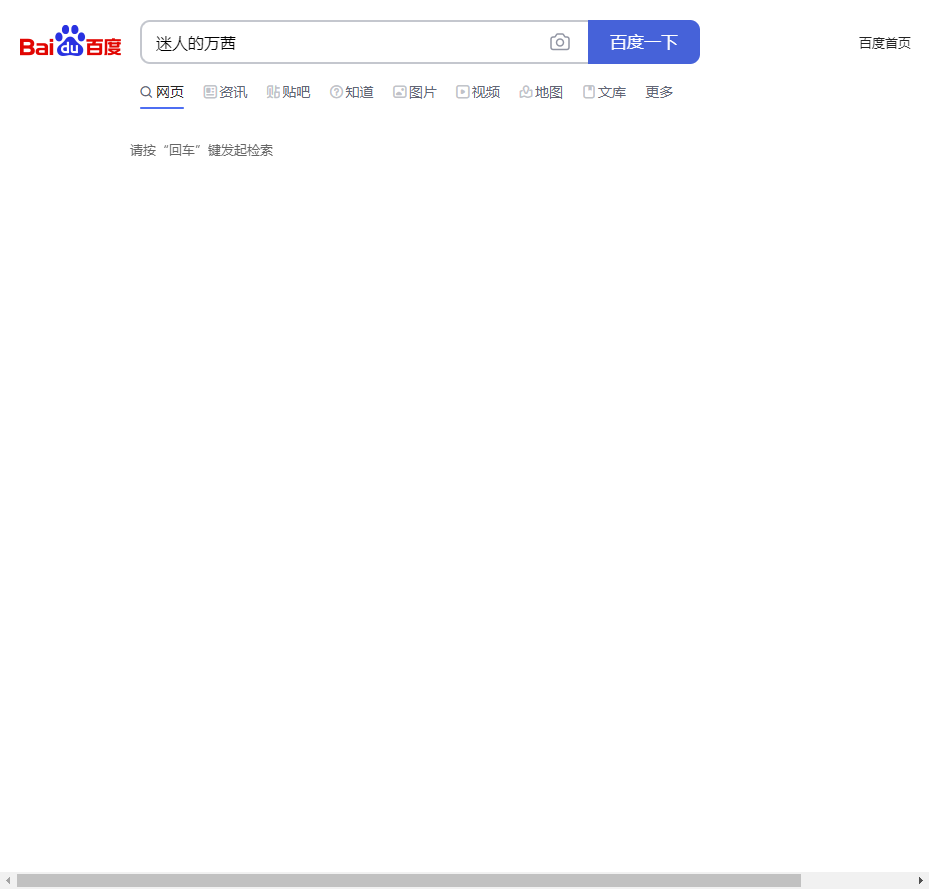 Bai du 百度 迷人的万茜 百度一下 百度首页
网页 资讯 贴吧 知道 图片 视频 地图 文库 更多
请按“回车”键发起检索